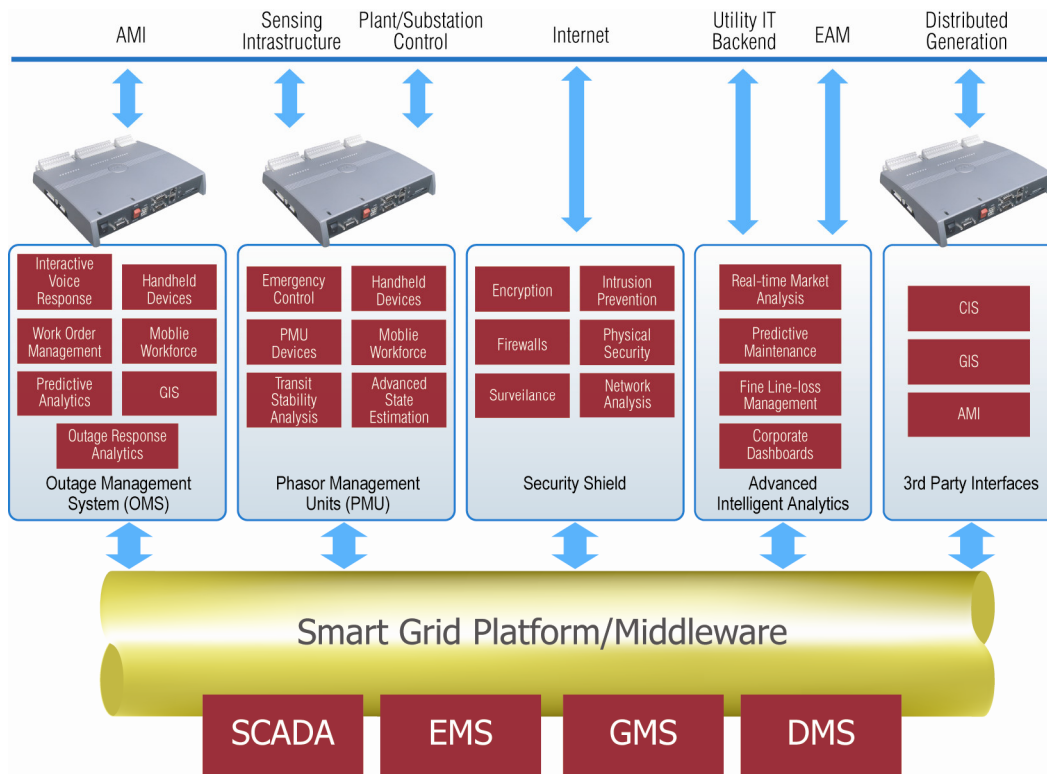 AMI
Sensing
Intrastructure
Plant/Substation
Control
Internet
Utility IT
Backend
EAM
Distributed
Generation
Interactive
Voice
Response
Handheld
Devices
Work Order
Management
Moblie
Workforce
Predictive
Analytics
GIS
Outage Response
Analytics
Outage Management
System (OMS)
Emergency
Control
Handheld
Devices
PMU
Devices
Moblie
Workforce
Transit
Stability
Analysis
Advanced
State
Estimation
Phasor Management
Units (PMU)
Encryption
Intrusion
Prevention
Firewalls
Physical
Security
Surveilance
Network
Analysis
Security Shield
Real-time Market
Analysis
Predictive
Maintenance
Fine Line-loss
Management
Corporate
Dashboards
Advanced
Intelligent Analytics
CIS
GIS
AMI
3rd Party Interfaces
Smart Grid Platform/Middleware
SCADA
EMS
GMS
DMS